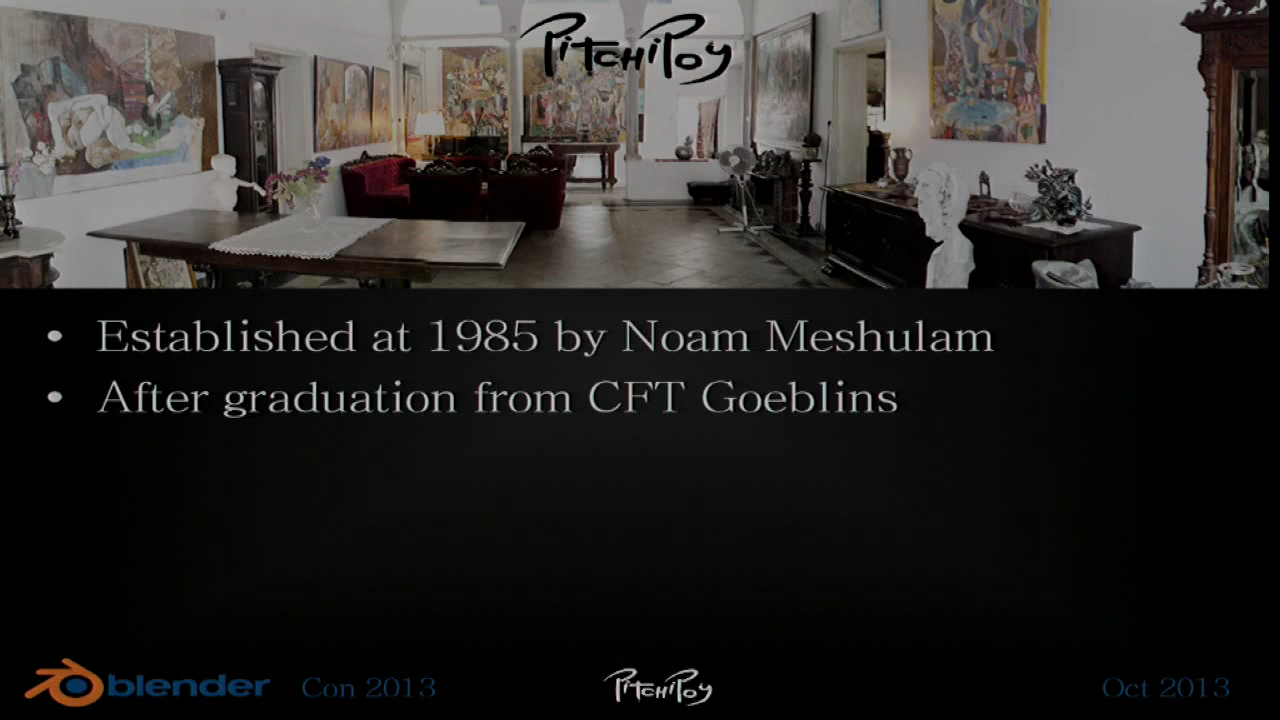 PitchiPoy
• Established at 1985 by Noam Meshulam
• After graduation from CFT Goeblins
blender Con 2013 PitchiPoy Oct 2013